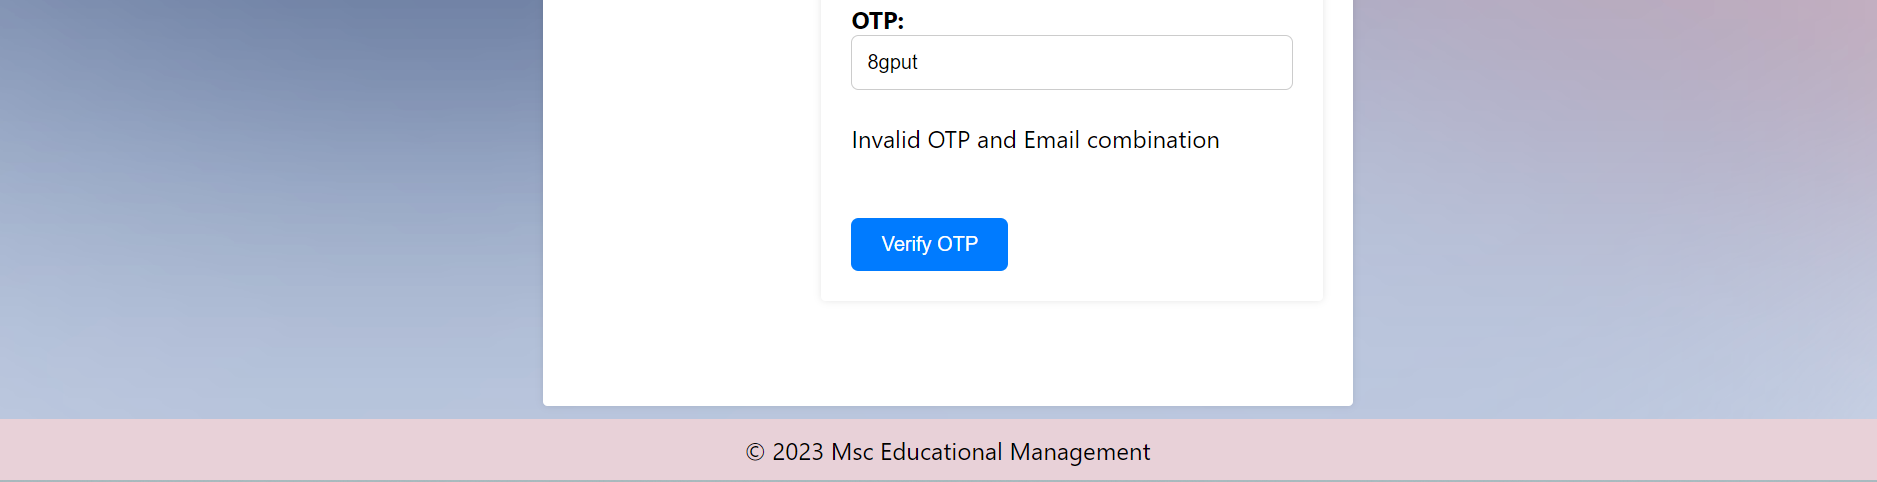 OTP:
8gput
Invalid OTP and Email combination
Verify OTP
© 2023 Msc Educational Management